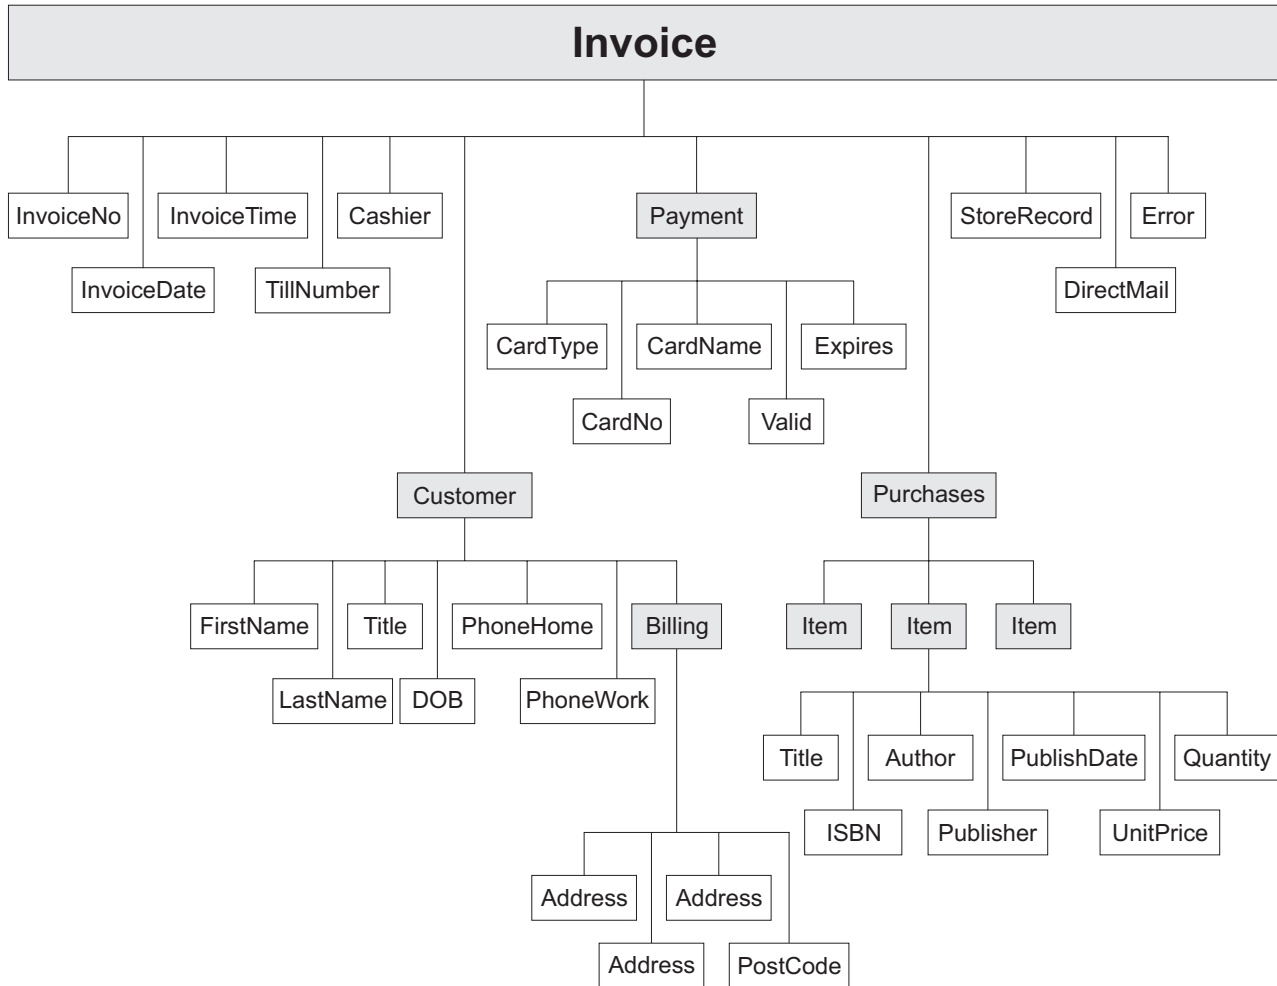 Invoice
InvoiceNo
InvoiceTime
Cashier
Payment
StoreRecord
Error
InvoiceDate
TillNumber
DirectMail
CardType
CardName
Expires
CardNo
Valid
Customer
Purchases
FirstName
Title
PhoneHome
Billing
Item
Item
Item
LastName
DOB
PhoneWork
Title
Author
PublishDate
Quantity
ISBN
Publisher
UnitPrice
Address
Address
Address
PostCode